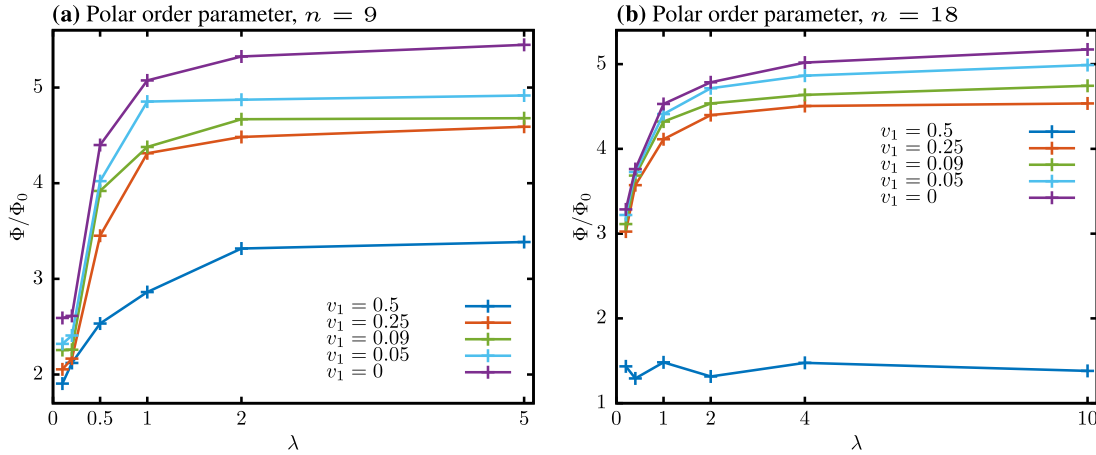 (a) Polar order parameter, n = 9
Φ/Φ₀
5
4
3
2
v₁ = 0.5
v₁ = 0.25
v₁ = 0.09
v₁ = 0.05
v₁ = 0
0 0.5 1 2 5
λ
(b) Polar order parameter, n = 18
Φ/Φ₀
5
4
3
2
1
v₁ = 0.5
v₁ = 0.25
v₁ = 0.09
v₁ = 0.05
v₁ = 0
0 1 2 4 10
λ